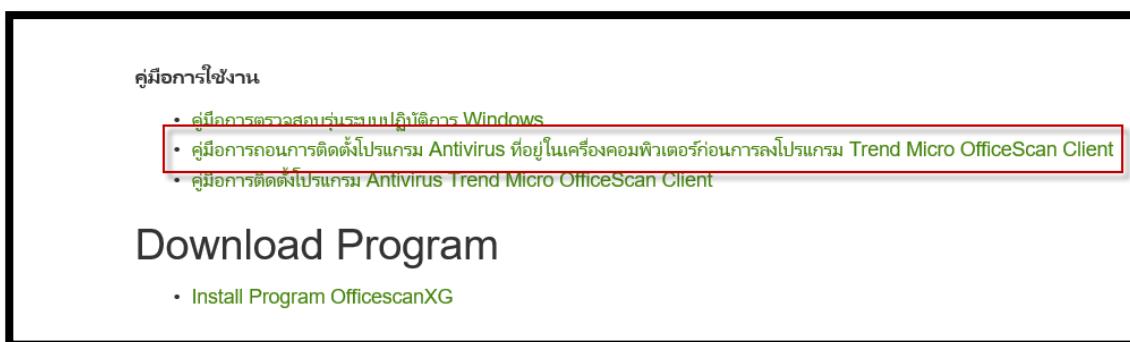 คู่มือการใช้งาน
• คู่มือการตรวจสอบรุ่นระบบปฏิบัติการ Windows
• คู่มือการถอนการติดตั้งโปรแกรม Antivirus ที่อยู่ในเครื่องคอมพิวเตอร์ก่อนการลงโปรแกรม Trend Micro OfficeScan Client
• คู่มือการติดตั้งโปรแกรม Antivirus Trend Micro OfficeScan Client
Download Program
• Install Program OfficescanXG